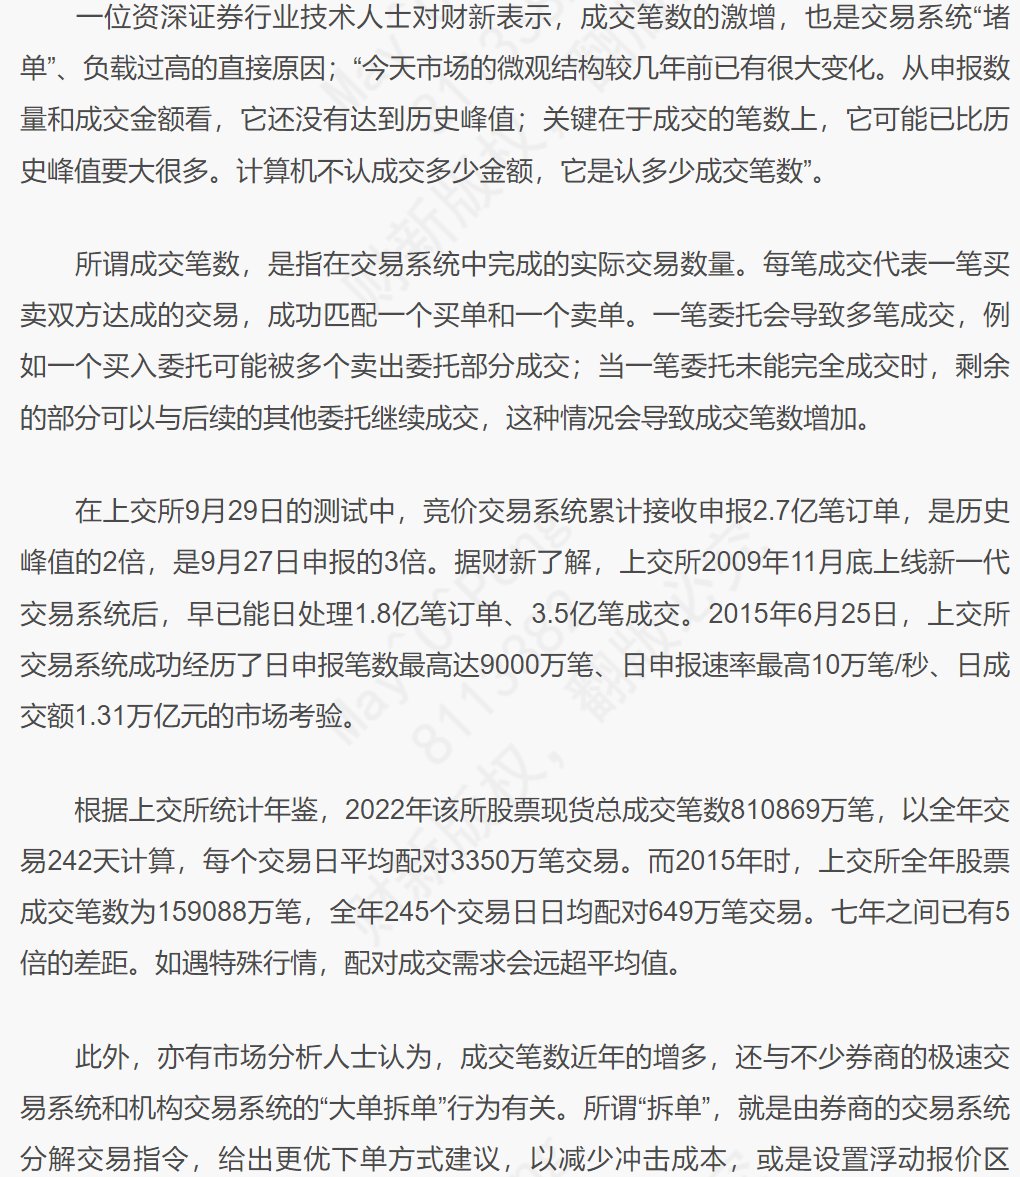 一位资深证券行业技术人士对财新表示，成交笔数的激增，也是交易系统“堵
单”、负载过高的直接原因；“今天市场的微观结构较几年前已有很大变化。从申报数
量和成交金额看，它还没有达到历史峰值；关键在于成交的笔数上，它可能已比历
史峰值要大很多。计算机不认成交多少金额，它是认多少成交笔数”。
所谓成交笔数，是指在交易系统中完成的实际交易数量。每笔成交代表一笔买
卖双方达成的交易，成功匹配一个买单和一个卖单。一笔委托会导致多笔成交，例
如一个买入委托可能被多个卖出委托部分成交；当一笔委托未能完全成交时，剩余
的部分可以与后续的其他委托继续成交，这种情况会导致成交笔数增加。
在上交所9月29日的测试中，竞价交易系统累计接收申报2.7亿笔订单，是历史
峰值的2倍，是9月27日申报的3倍。据财新了解，上交所2009年11月底上线新一代
交易系统后，早已能日处理1.8亿笔订单、3.5亿笔成交。2015年6月25日，上交所
交易系统成功经历了日申报笔数最高达9000万笔、日申报速率最高10万笔/秒、日成
交额1.31万亿元的市场考验。
根据上交所统计年鉴，2022年该所股票现货总成交笔数810869万笔，以全年交
易242天计算，每个交易日平均配对3350万笔交易。而2015年时，上交所全年股票
成交笔数为159088万笔，全年245个交易日日均配对649万笔交易。七年之间已有5
倍的差距。如遇特殊行情，配对成交需求会远超平均值。
此外，亦有市场分析人士认为，成交笔数近年的增多，还与不少券商的极速交
易系统和机构交易系统的“大单拆单”行为有关。所谓“拆单”，就是由券商的交易系统
分解交易指令，给出更优下单方式建议，以减少冲击成本，或是设置浮动报价区
财新版权，
翻版必究